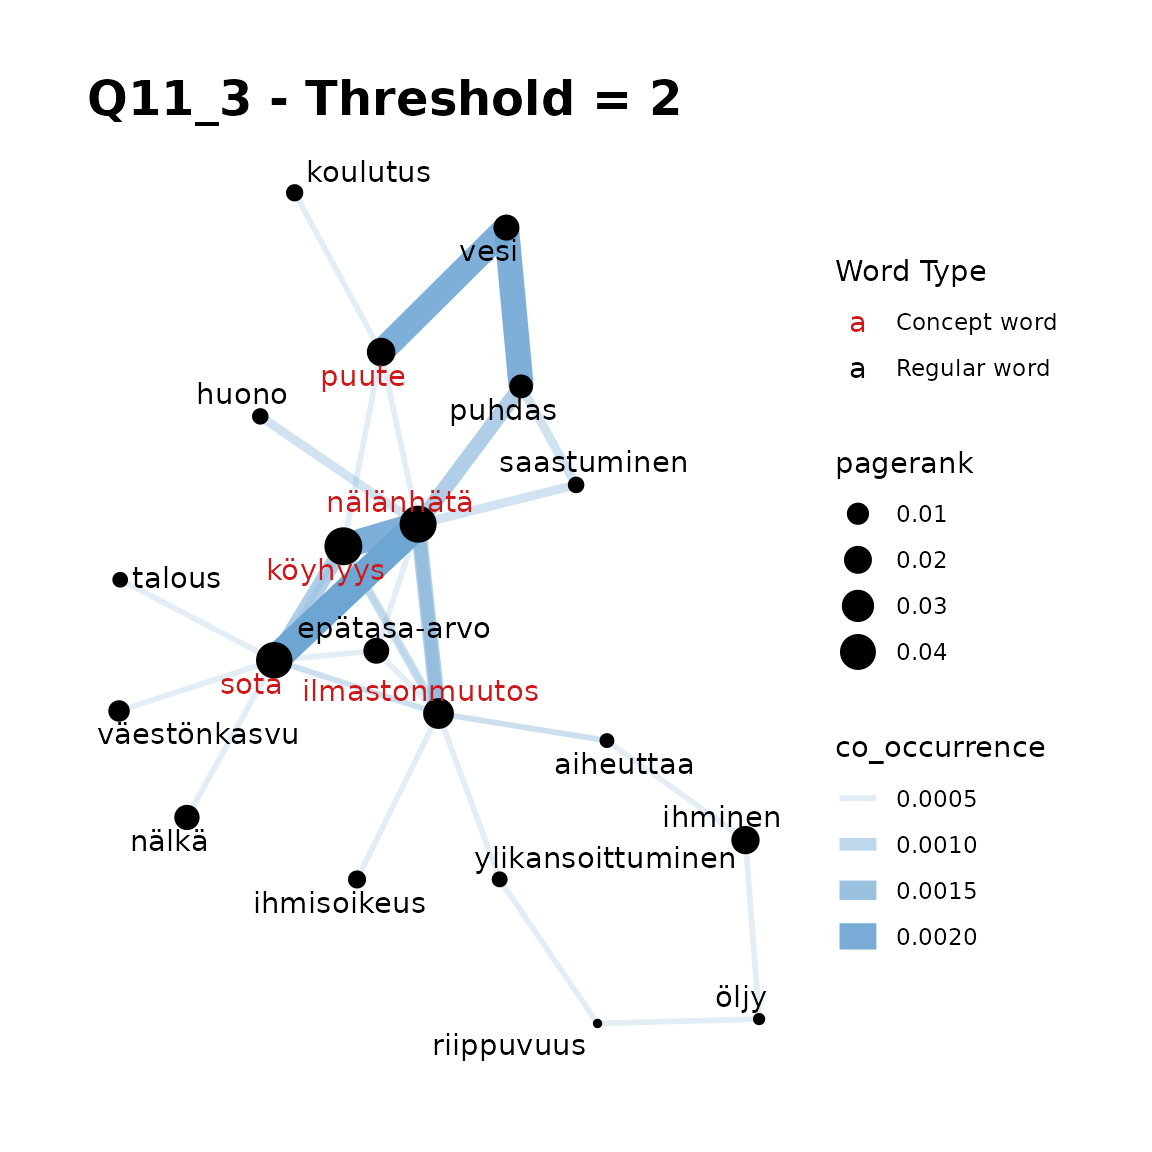 Q11_3 - Threshold = 2
koulutus
vesi
puute
huono
puhdas
saastuminen
nälänhätä
köyhyys
talous
epätasa-arvo
sota
ilmastonmuutos
väestönkasvu
aiheuttaa
ihminen
nälkä
ylikansoittuminen
ihmisoikeus
öljy
riippuvuus
Word Type
a Concept word
a Regular word
pagerank
0.01
0.02
0.03
0.04
co_occurrence
0.0005
0.0010
0.0015
0.0020